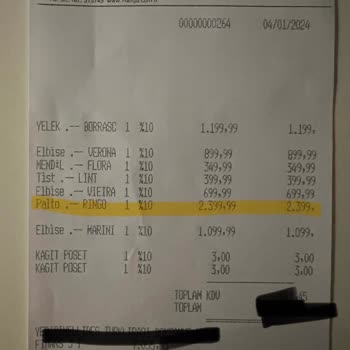 00000000264 04/01/2024
YELEK .-- BORRASC 1 %10 1.199,99 1.199,
Elbise .-- VERONA 1 %10 899,99 899,99
MENDİL .-- FLORA 1 %10 349,99 349,99
Tişt .-- LINT 1 %10 399,99 399,99
Elbise .-- VIEIRA 1 %10 699,99 699,99
Palto .-- RINGO 1 %10 2.399,99 2.399,
Elbise .-- MARINI 1 %10 1.099,99 1.099,99
KAGIT POSET 1 %10 3,00 3,00
KAGIT POSET 1 %10 3,00 3,00
TOPLAM KDV
TOPLAM